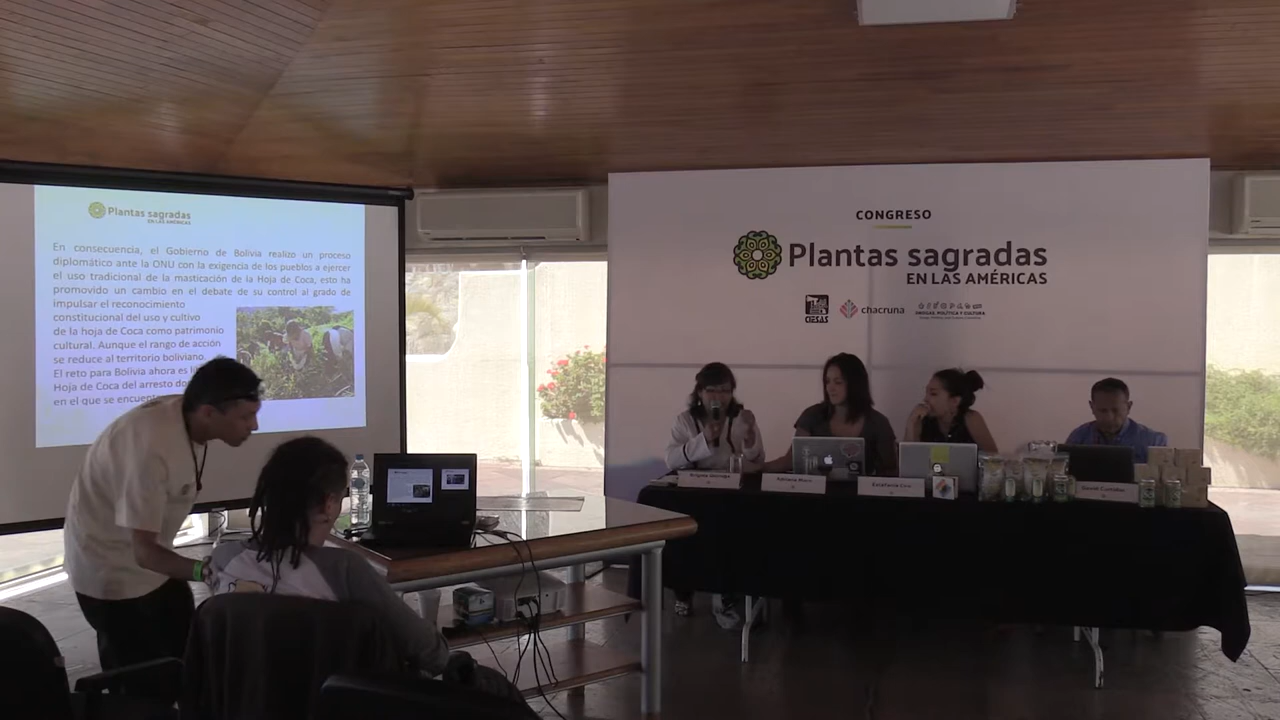 Plantas sagradas
EN LAS AMÉRICAS
En consecuencia, el Gobierno de Bolivia realizo un proceso
diplomático ante la ONU con la exigencia de los pueblos a ejercer
el uso tradicional de la masticación de la Hoja de Coca, esto ha
promovido un cambio en el debate de su control al grado de
impulsar el reconocimiento
constitucional del uso y cultivo
de la hoja de Coca como patrimonio
cultural. Aunque el rango de acción
se reduce al territorio boliviano.
El reto para Bolivia ahora es
Hoja de Coca del arresto
en el que se
CONGRESO
Plantas sagradas
EN LAS AMÉRICAS
CIESAS
chacruna
DROGAS, POLÍTICA Y CULTURA